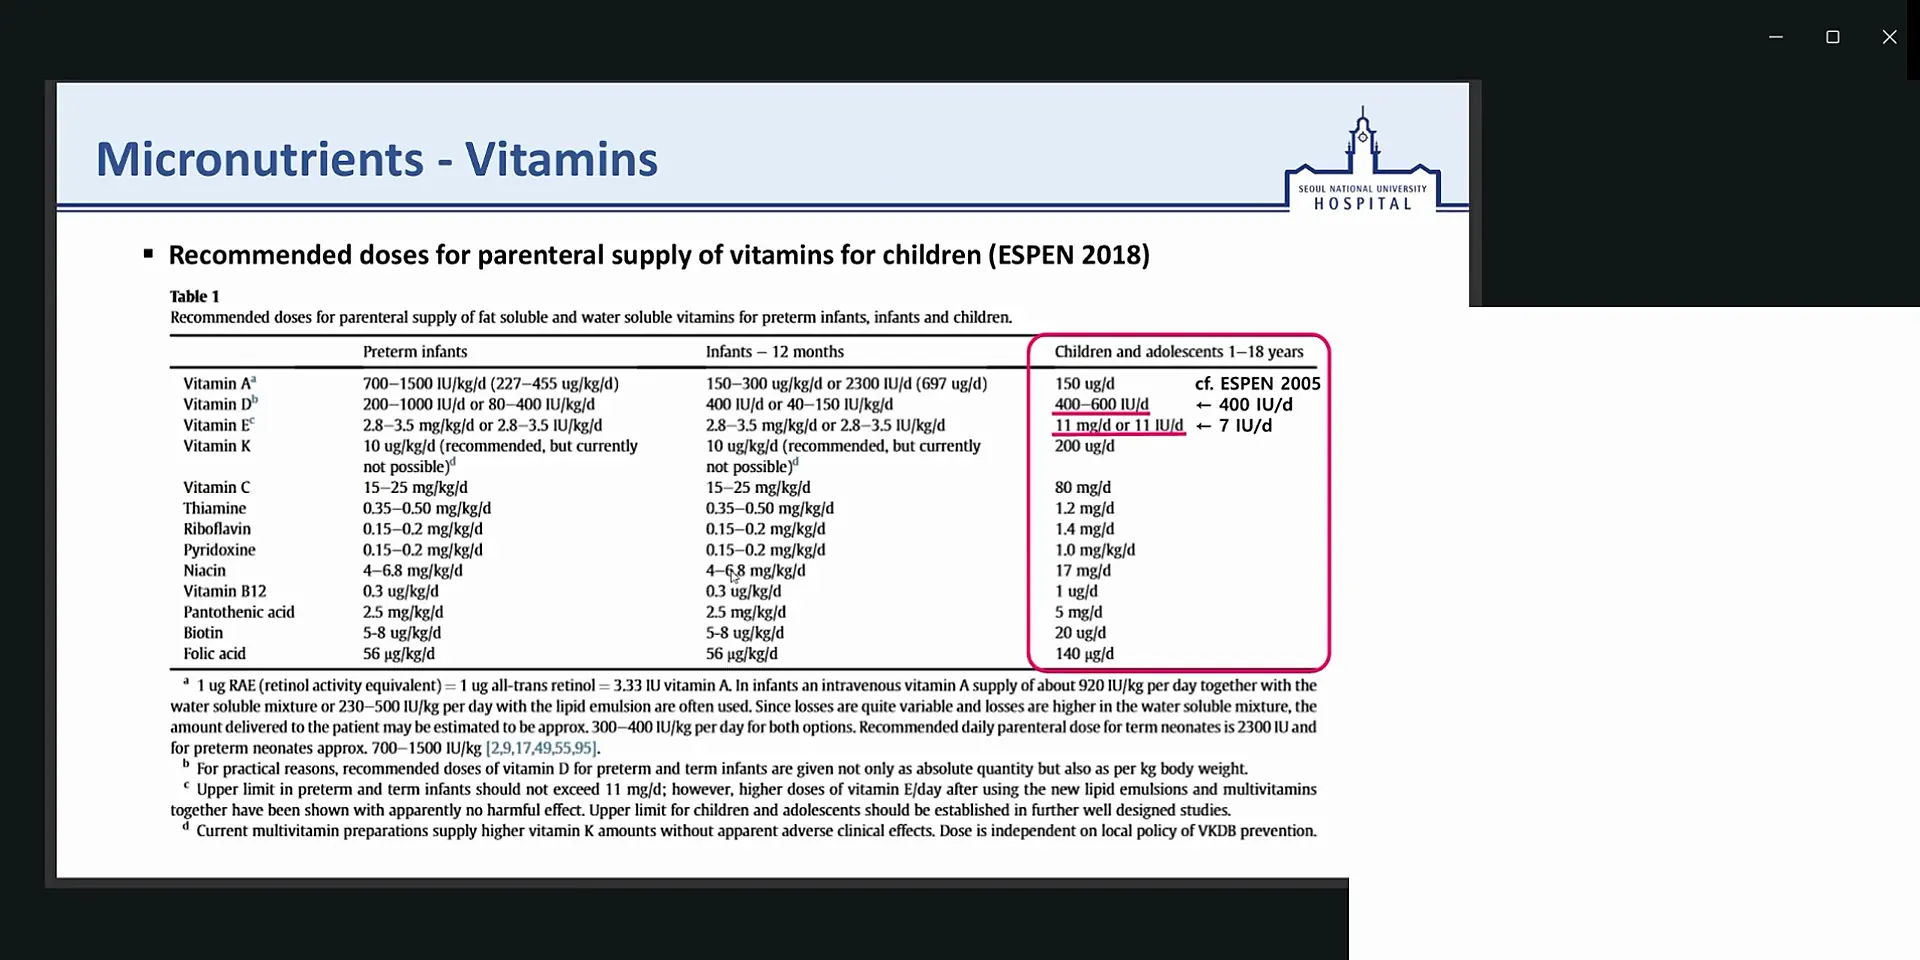 Micronutrients - Vitamins
SEOUL NATIONAL UNIVERSITY
HOSPITAL
▪ Recommended doses for parenteral supply of vitamins for children (ESPEN 2018)
Table 1
Recommended doses for parenteral supply of fat soluble and water soluble vitamins for preterm infants, infants and children.
Preterm infants Infants – 12 months Children and adolescents 1–18 years
Vitamin Aa 700–1500 IU/kg/d (227–455 ug/kg/d) 150–300 ug/kg/d or 2300 IU/d (697 ug/d) 150 ug/d cf. ESPEN 2005
Vitamin Db 200–1000 IU/d or 80–400 IU/kg/d 400 IU/d or 40–150 IU/kg/d 400–600 IU/d ← 400 IU/d
Vitamin Ec 2.8–3.5 mg/kg/d or 2.8–3.5 IU/kg/d 2.8–3.5 mg/kg/d or 2.8–3.5 IU/kg/d 11 mg/d or 11 IU/d ← 7 IU/d
Vitamin K 10 ug/kg/d (recommended, but currently 10 ug/kg/d (recommended, but currently 200 ug/d
not possible)d not possible)d
Vitamin C 15–25 mg/kg/d 15–25 mg/kg/d 80 mg/d
Thiamine 0.35–0.50 mg/kg/d 0.35–0.50 mg/kg/d 1.2 mg/d
Riboflavin 0.15–0.2 mg/kg/d 0.15–0.2 mg/kg/d 1.4 mg/d
Pyridoxine 0.15–0.2 mg/kg/d 0.15–0.2 mg/kg/d 1.0 mg/kg/d
Niacin 4–6.8 mg/kg/d 4–6.8 mg/kg/d 17 mg/d
Vitamin B12 0.3 ug/kg/d 0.3 ug/kg/d 1 ug/d
Pantothenic acid 2.5 mg/kg/d 2.5 mg/kg/d 5 mg/d
Biotin 5-8 ug/kg/d 5-8 ug/kg/d 20 ug/d
Folic acid 56 μg/kg/d 56 μg/kg/d 140 μg/d
a 1 ug RAE (retinol activity equivalent) = 1 ug all-trans retinol = 3.33 IU vitamin A. In infants an intravenous vitamin A supply of about 920 IU/kg per day together with the
water soluble mixture or 230–500 IU/kg per day with the lipid emulsion are often used. Since losses are quite variable and losses are higher in the water soluble mixture, the
amount delivered to the patient may be estimated to be approx. 300–400 IU/kg per day for both options. Recommended daily parenteral dose for term neonates is 2300 IU and
for preterm neonates approx. 700–1500 IU/kg [2,9,17,49,55,95].
b For practical reasons, recommended doses of vitamin D for preterm and term infants are given not only as absolute quantity but also as per kg body weight.
c Upper limit in preterm and term infants should not exceed 11 mg/d; however, higher doses of vitamin E/day after using the new lipid emulsions and multivitamins
together have been shown with apparently no harmful effect. Upper limit for children and adolescents should be established in further well designed studies.
d Current multivitamin preparations supply higher vitamin K amounts without apparent adverse clinical effects. Dose is independent on local policy of VKDB prevention.